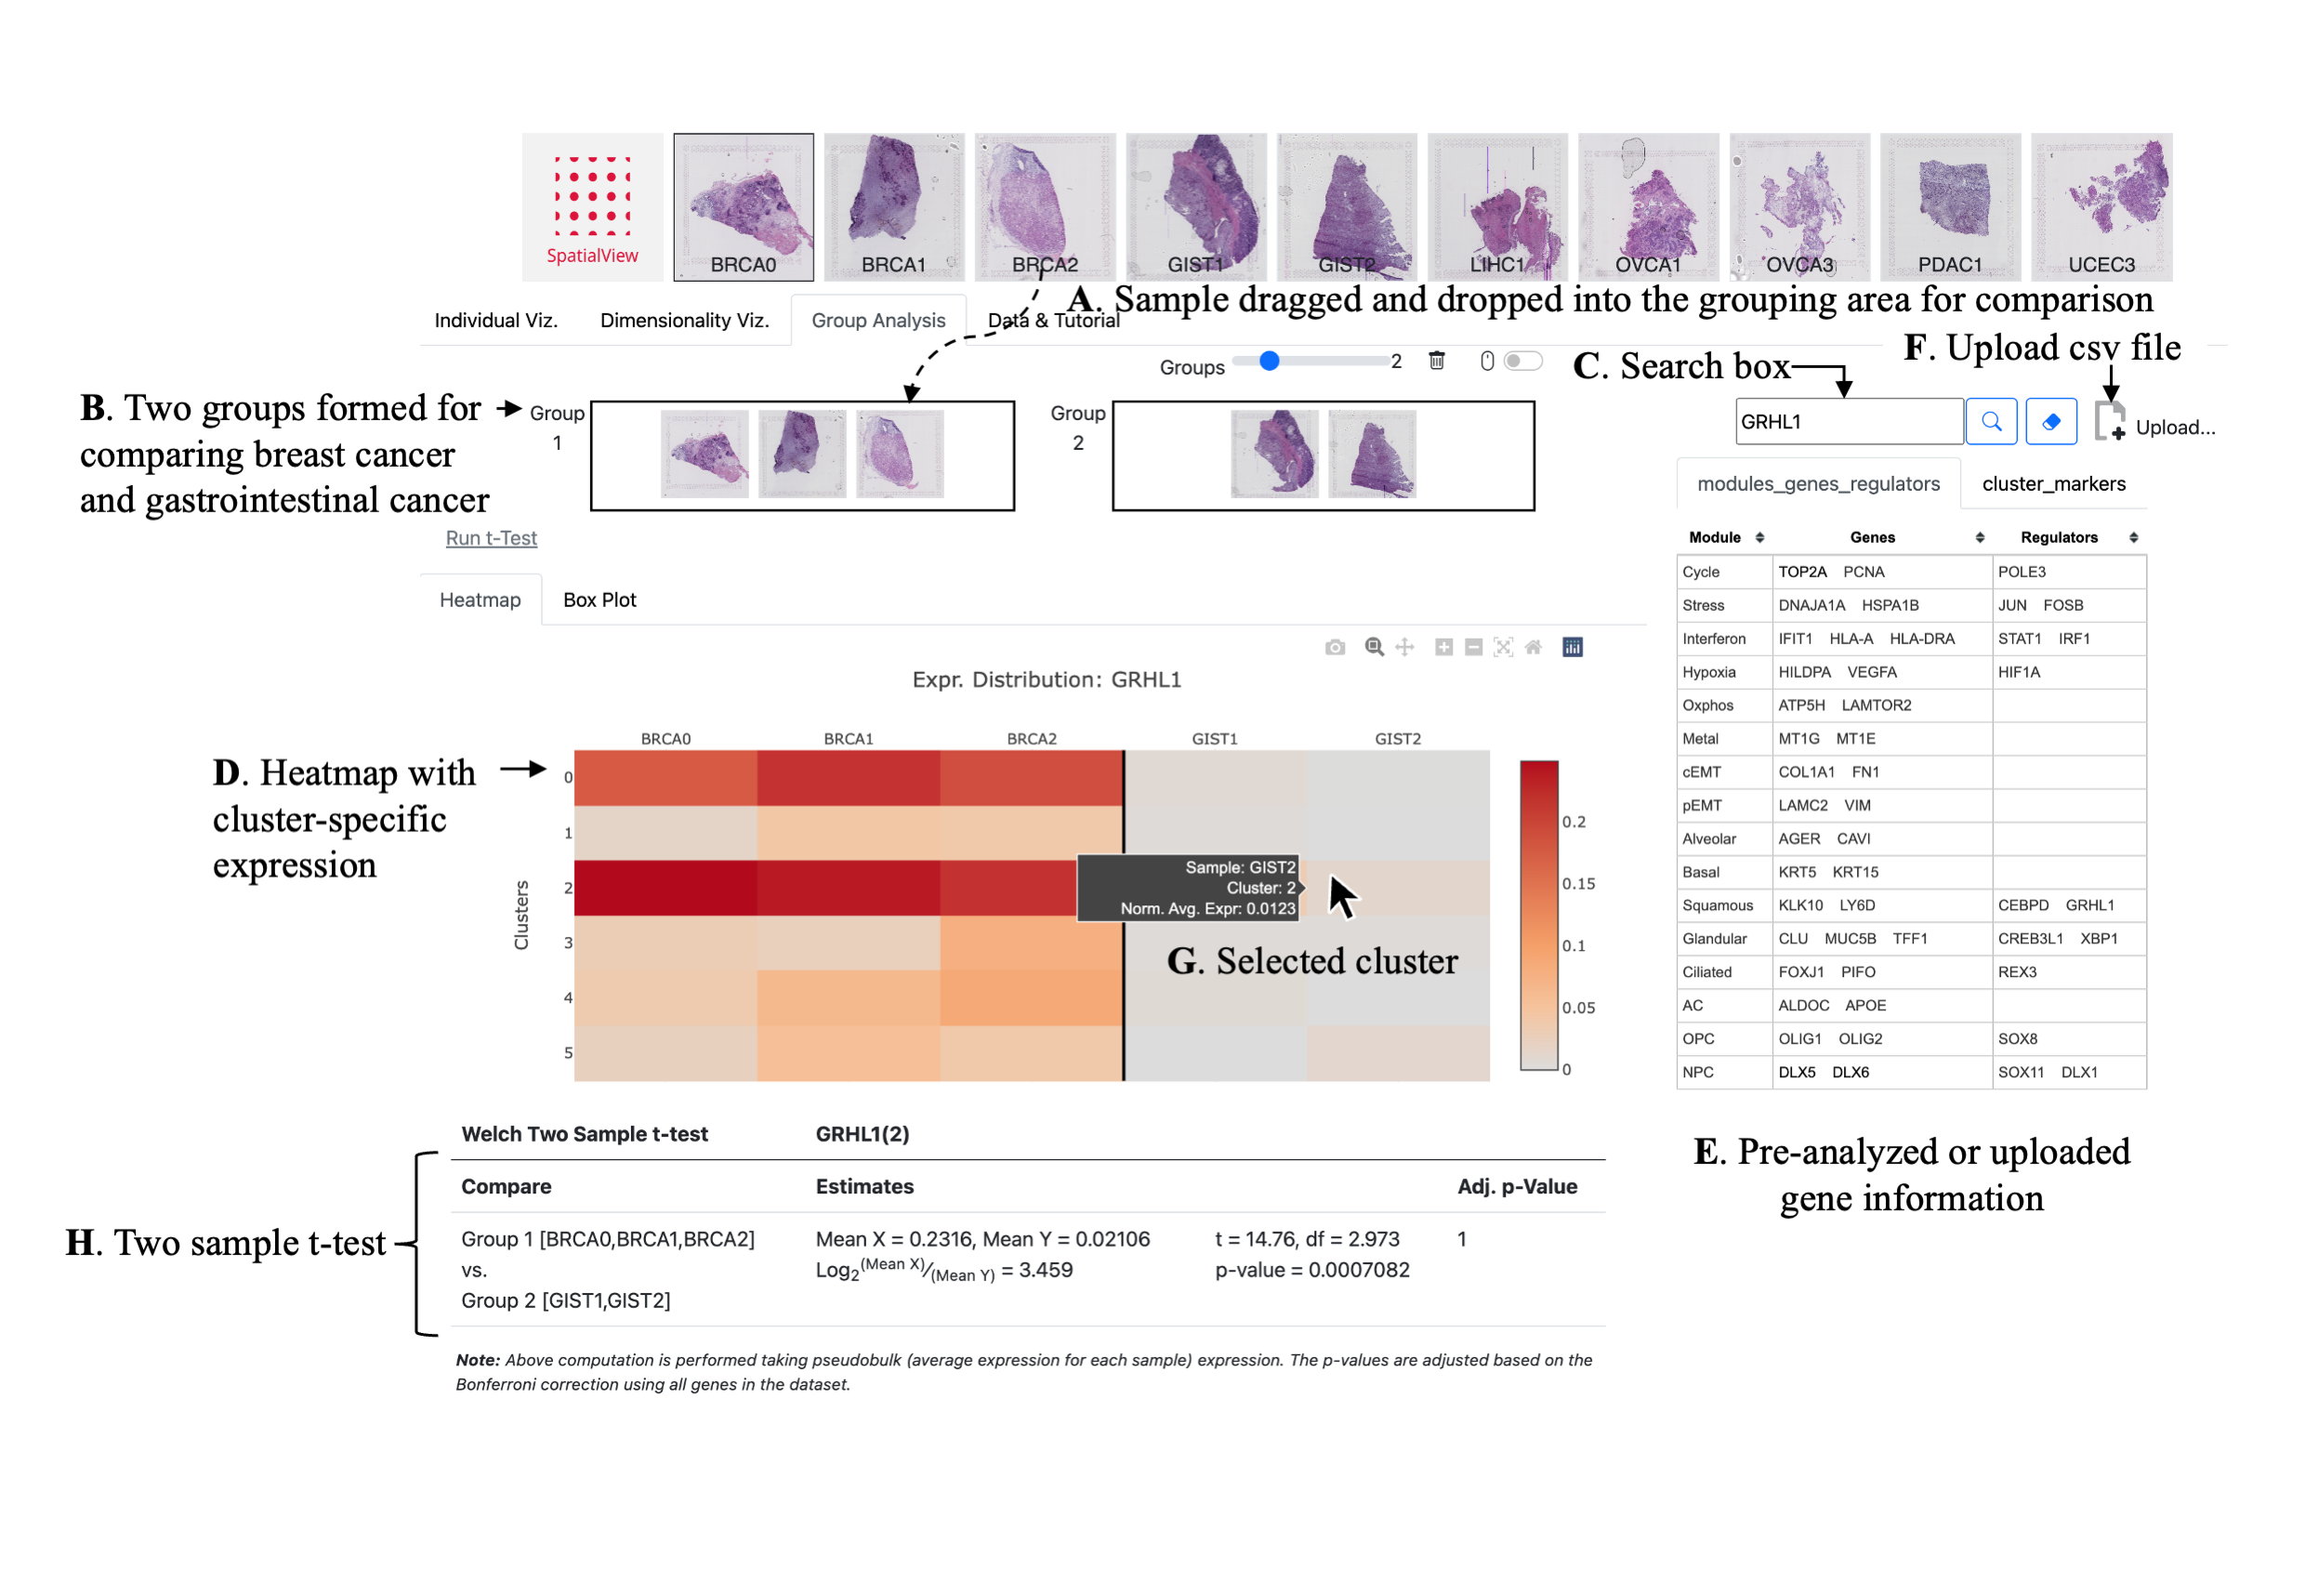 SpatialView
BRCA0
BRCA1
BRCA2
GIST1
GIST2
LIHC1
OVCA1
OVCA3
PDAC1
UCEC3
A. Sample dragged and dropped into the grouping area for comparison
Individual Viz.
Dimensionality Viz.
Group Analysis
Data & Tutorial
Groups
2
C. Search box
F. Upload csv file
B. Two groups formed for
comparing breast cancer
and gastrointestinal cancer
Group
1
Group
2
GRHL1
Upload...
Run t-Test
modules_genes_regulators
cluster_markers
Heatmap
Box Plot
Expr. Distribution: GRHL1
BRCA0 BRCA1 BRCA2 GIST1 GIST2
D. Heatmap with
cluster-specific
expression
Clusters
0
1
2
3
4
5
Sample: GIST2
Cluster: 2
Norm. Avg. Expr: 0.0123
G. Selected cluster
0.2
0.15
0.1
0.05
0
Module Genes Regulators
Cycle TOP2A PCNA POLE3
Stress DNAJA1A HSPA1B JUN FOSB
Interferon IFIT1 HLA-A HLA-DRA STAT1 IRF1
Hypoxia HILDPA VEGFA HIF1A
Oxphos ATP5H LAMTOR2
Metal MT1G MT1E
cEMT COL1A1 FN1
pEMT LAMC2 VIM
Alveolar AGER CAVI
Basal KRT5 KRT15
Squamous KLK10 LY6D CEBPD GRHL1
Glandular CLU MUC5B TFF1 CREB3L1 XBP1
Ciliated FOXJ1 PIFO REX3
AC ALDOC APOE
OPC OLIG1 OLIG2 SOX8
NPC DLX5 DLX6 SOX11 DLX1
E. Pre-analyzed or uploaded
gene information
H. Two sample t-test
Welch Two Sample t-test GRHL1(2)
Compare Estimates Adj. p-Value
Group 1 [BRCA0,BRCA1,BRCA2] Mean X = 0.2316, Mean Y = 0.02106 t = 14.76, df = 2.973 1
vs. Log2(Mean X)/(Mean Y) = 3.459 p-value = 0.0007082
Group 2 [GIST1,GIST2]
Note: Above computation is performed taking pseudobulk (average expression for each sample) expression. The p-values are adjusted based on the
Bonferroni correction using all genes in the dataset.